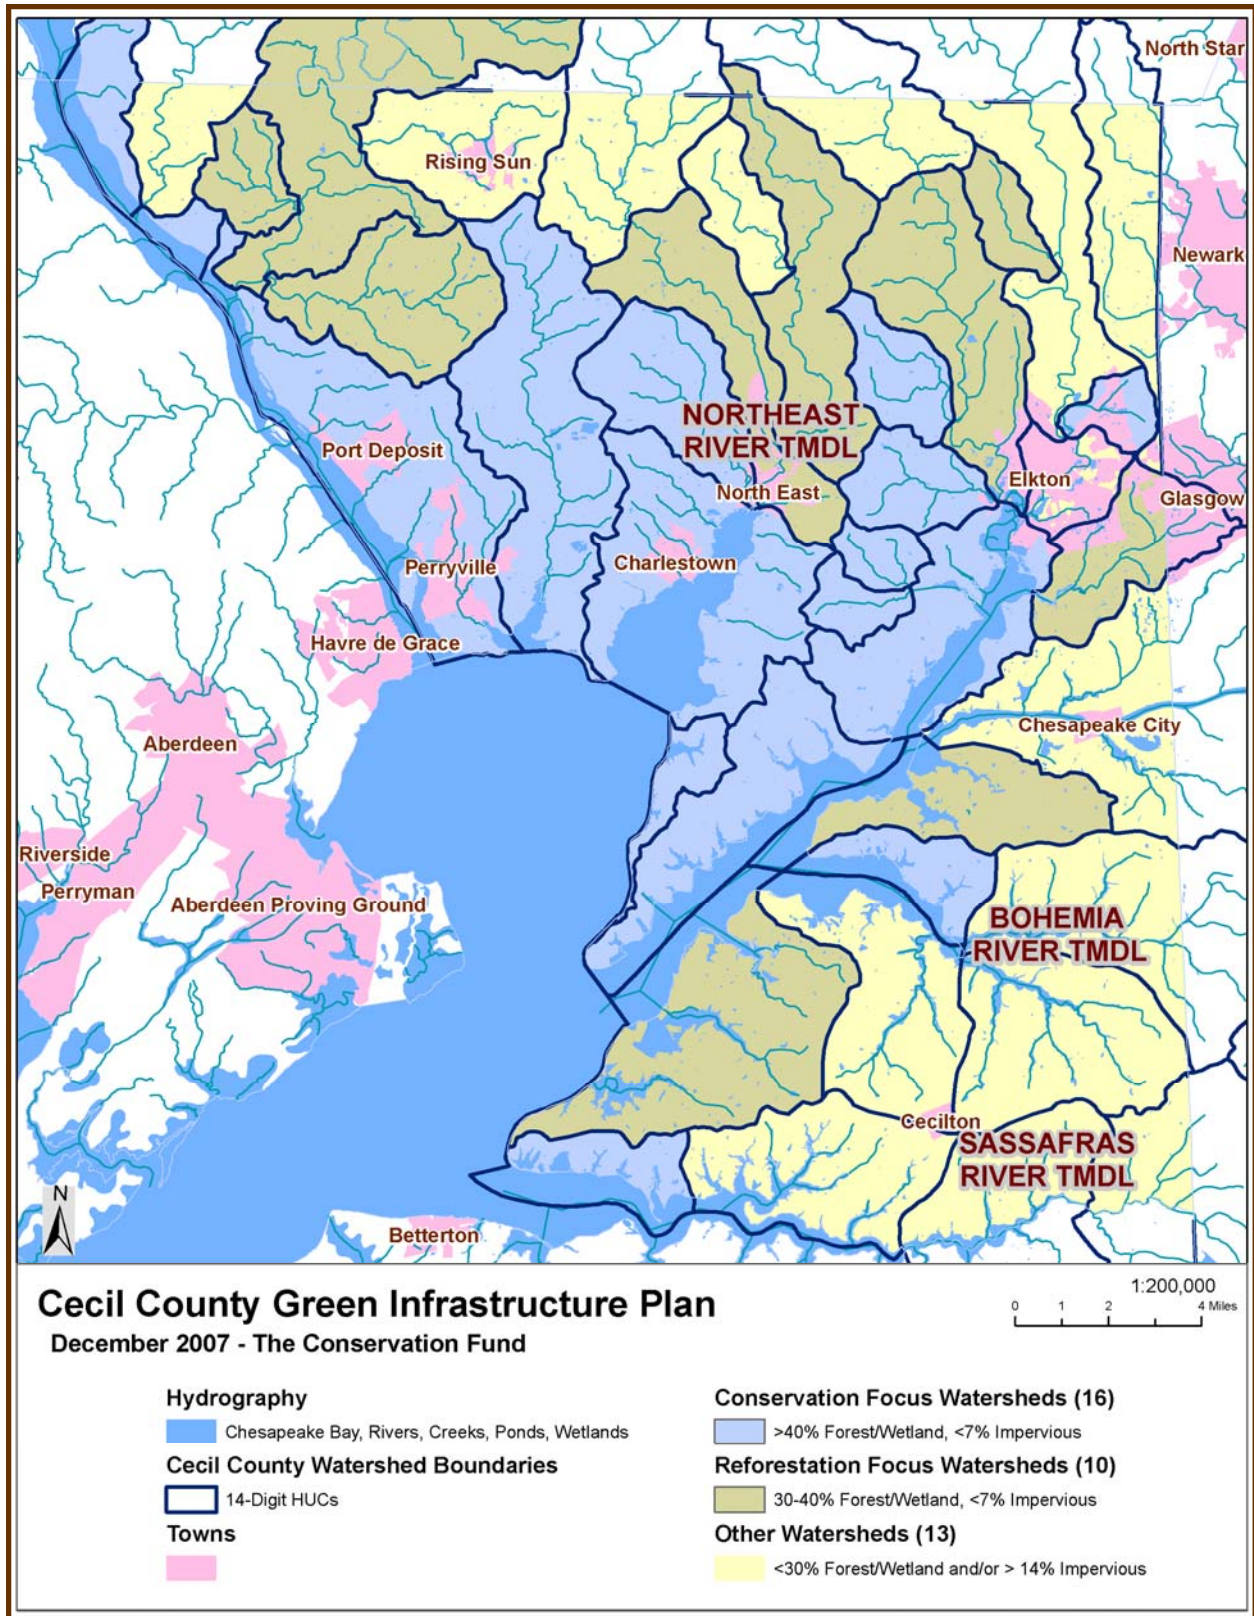 North Star
Rising Sun
Newark
NORTHEAST
RIVER TMDL
Port Deposit
North East
Elkton
Glasgow
Perryville
Charlestown
Havre de Grace
Aberdeen
Chesapeake City
Riverside
Perryman
Aberdeen Proving Ground
BOHEMIA
RIVER TMDL
Cecilton
SASSAFRAS
RIVER TMDL
N
Betterton
Cecil County Green Infrastructure Plan
December 2007 - The Conservation Fund
1:200,000
0 1 2 4 Miles
Hydrography
Chesapeake Bay, Rivers, Creeks, Ponds, Wetlands
Cecil County Watershed Boundaries
14-Digit HUCs
Towns
Conservation Focus Watersheds (16)
>40% Forest/Wetland, <7% Impervious
Reforestation Focus Watersheds (10)
30-40% Forest/Wetland, <7% Impervious
Other Watersheds (13)
<30% Forest/Wetland and/or > 14% Impervious